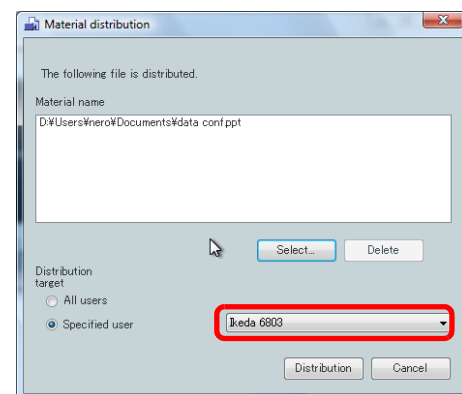 Material distribution
The following file is distributed.
Material name
D:¥Users¥nero¥Documents¥data conf.ppt
Select...
Delete
Distribution
target
All users
Specified user
Ikeda 6803
Distribution
Cancel